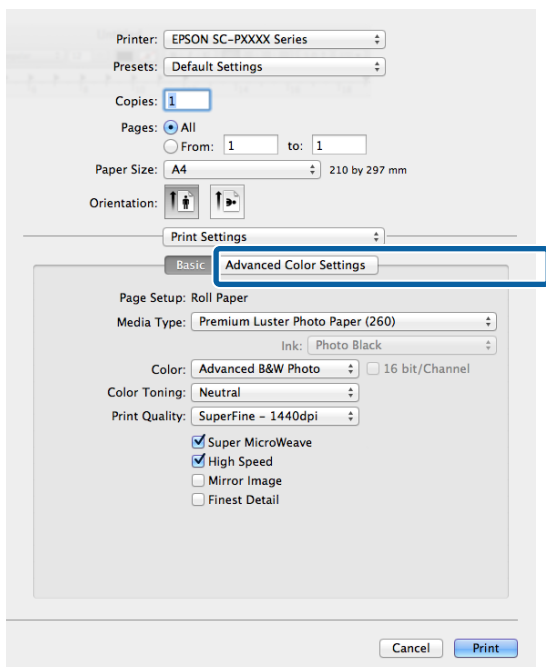 Printer: EPSON SC-PXXXX Series
Presets: Default Settings
Copies: 1
Pages: All
From: 1 to: 1
Paper Size: A4 210 by 297 mm
Orientation:
Print Settings
Basic Advanced Color Settings
Page Setup: Roll Paper
Media Type: Premium Luster Photo Paper (260)
Ink: Photo Black
Color: Advanced B&W Photo 16 bit/Channel
Color Toning: Neutral
Print Quality: SuperFine – 1440dpi
Super MicroWeave
High Speed
Mirror Image
Finest Detail
Cancel Print